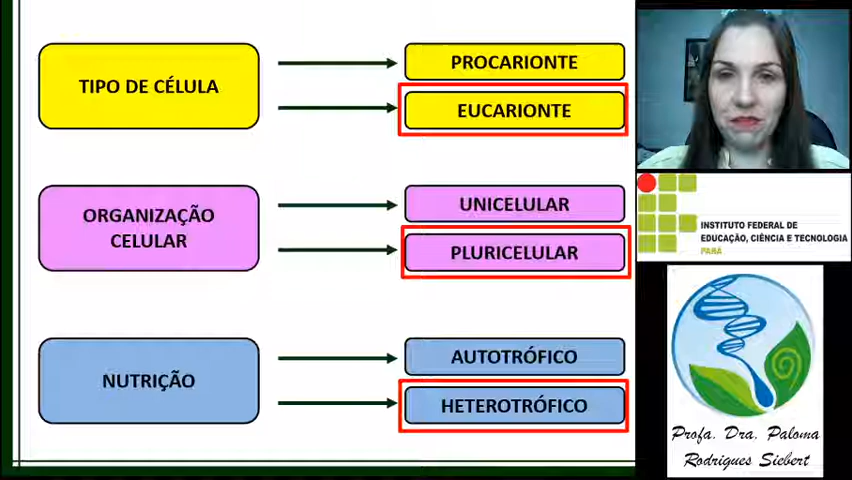 TIPO DE CÉLULA
PROCARIONTE
EUCARIONTE
ORGANIZAÇÃO
CELULAR
UNICELULAR
PLURICELULAR
NUTRIÇÃO
AUTOTRÓFICO
HETEROTRÓFICO
INSTITUTO FEDERAL DE
EDUCAÇÃO, CIÊNCIA E TECNOLOGIA
PARÁ
Profa. Dra. Paloma
Rodrigues Siebert